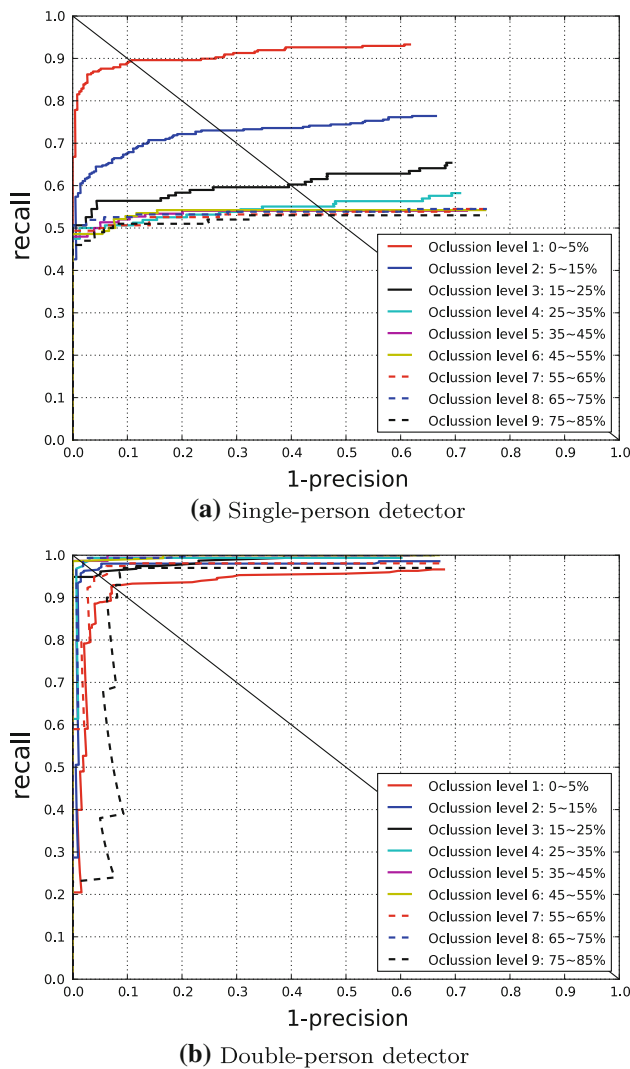 1.0
0.9
0.8
0.7
0.6
0.5
0.4
0.3
0.2
0.1
0.0
recall
Oclussion level 1: 0~5%
Oclussion level 2: 5~15%
Oclussion level 3: 15~25%
Oclussion level 4: 25~35%
Oclussion level 5: 35~45%
Oclussion level 6: 45~55%
Oclussion level 7: 55~65%
Oclussion level 8: 65~75%
Oclussion level 9: 75~85%
0.0 0.1 0.2 0.3 0.4 0.5 0.6 0.7 0.8 0.9 1.0
1-precision
(a) Single-person detector
1.0
0.9
0.8
0.7
0.6
0.5
0.4
0.3
0.2
0.1
0.0
recall
Oclussion level 1: 0~5%
Oclussion level 2: 5~15%
Oclussion level 3: 15~25%
Oclussion level 4: 25~35%
Oclussion level 5: 35~45%
Oclussion level 6: 45~55%
Oclussion level 7: 55~65%
Oclussion level 8: 65~75%
Oclussion level 9: 75~85%
0.0 0.1 0.2 0.3 0.4 0.5 0.6 0.7 0.8 0.9 1.0
1-precision
(b) Double-person detector